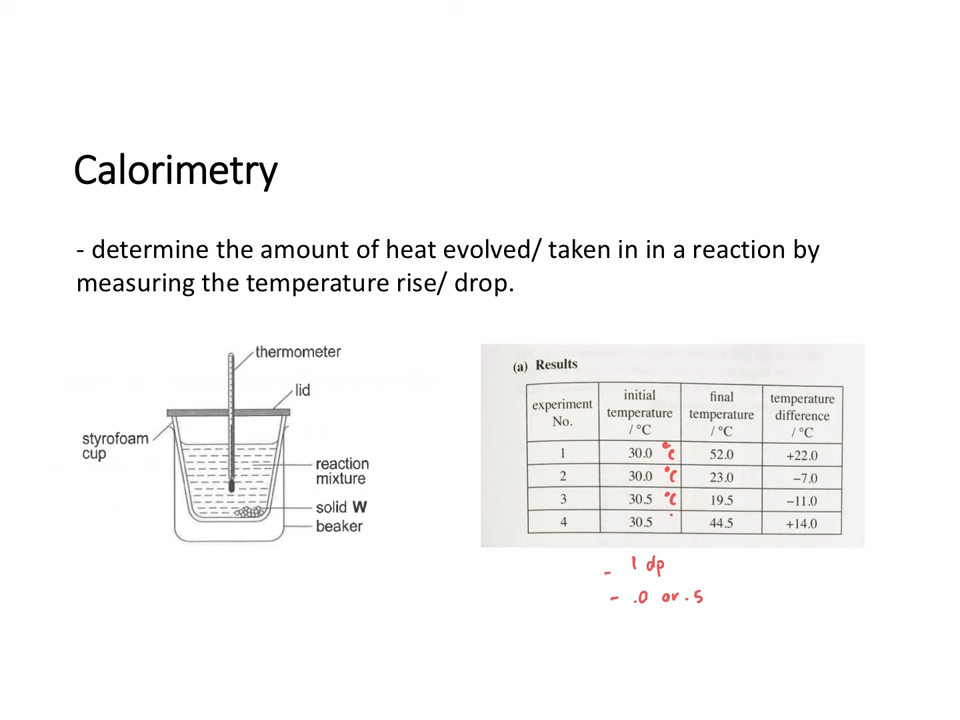 Calorimetry
- determine the amount of heat evolved/ taken in in a reaction by
measuring the temperature rise/ drop.
thermometer
lid
styrofoam
cup
reaction
mixture
solid W
beaker
(a) Results
experiment No. initial temperature / °C final temperature / °C temperature difference / °C
1 30.0 °C 52.0 +22.0
2 30.0 °C 23.0 −7.0
3 30.5 °C 19.5 −11.0
4 30.5 44.5 +14.0
- 1 dp
- .0 or .5